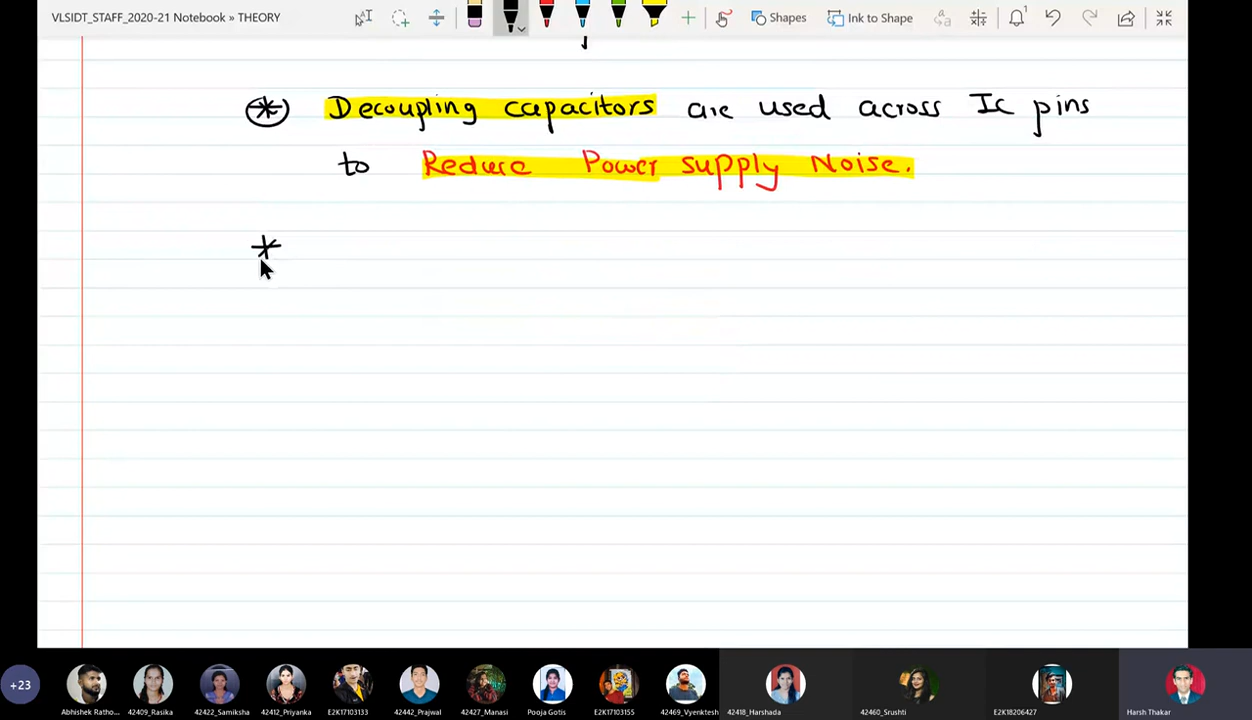 VLSIDT_STAFF_2020-21 Notebook » THEORY
Shapes
Ink to Shape
* Decoupling capacitors are used across Ic pins
to Reduce Power supply Noise.
*
+23
Abhishek Ratho...
42409_Rasika
42422_Samiksha
42412_Priyanka
E2K17103133
42442_Prajwal
42427_Manasi
Pooja Gotis
E2K17103155
42469_Vyenktesh
42418_Harshada
42460_Srushti
E2K18206427
Harsh Thakar